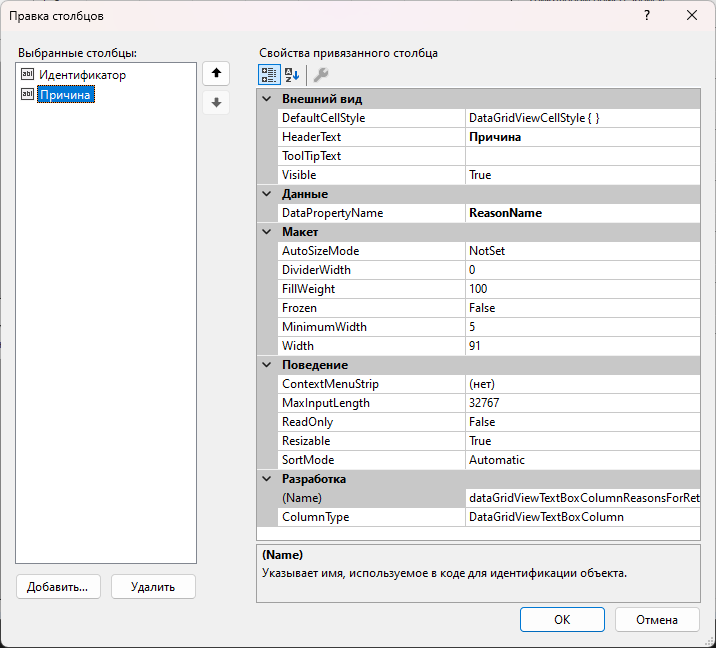 Правка столбцов
?
Выбранные столбцы:
Идентификатор
Причина
Добавить...
Удалить
Свойства привязанного столбца
Внешний вид
DefaultCellStyle DataGridViewCellStyle { }
HeaderText Причина
ToolTipText
Visible True
Данные
DataPropertyName ReasonName
Макет
AutoSizeMode NotSet
DividerWidth 0
FillWeight 100
Frozen False
MinimumWidth 5
Width 91
Поведение
ContextMenuStrip (нет)
MaxInputLength 32767
ReadOnly False
Resizable True
SortMode Automatic
Разработка
(Name) dataGridViewTextBoxColumnReasonsForRet
ColumnType DataGridViewTextBoxColumn
(Name)
Указывает имя, используемое в коде для идентификации объекта.
OK
Отмена